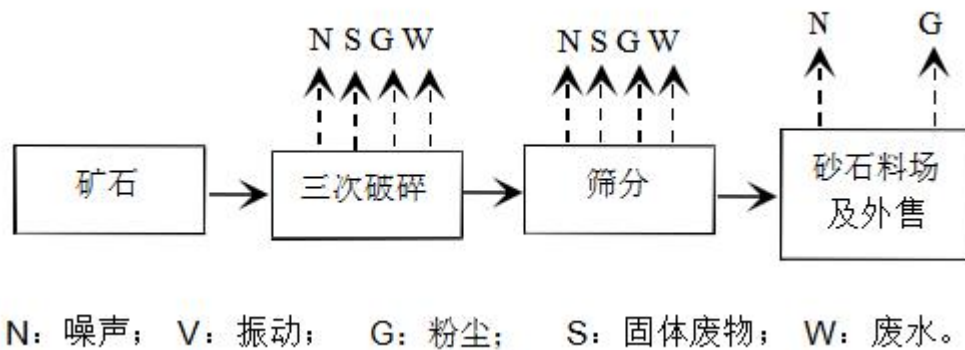 N S G W
N S G W
N G
矿石
三次破碎
筛分
砂石料场
及外售
N：噪声； V：振动； G：粉尘； S：固体废物； W：废水。